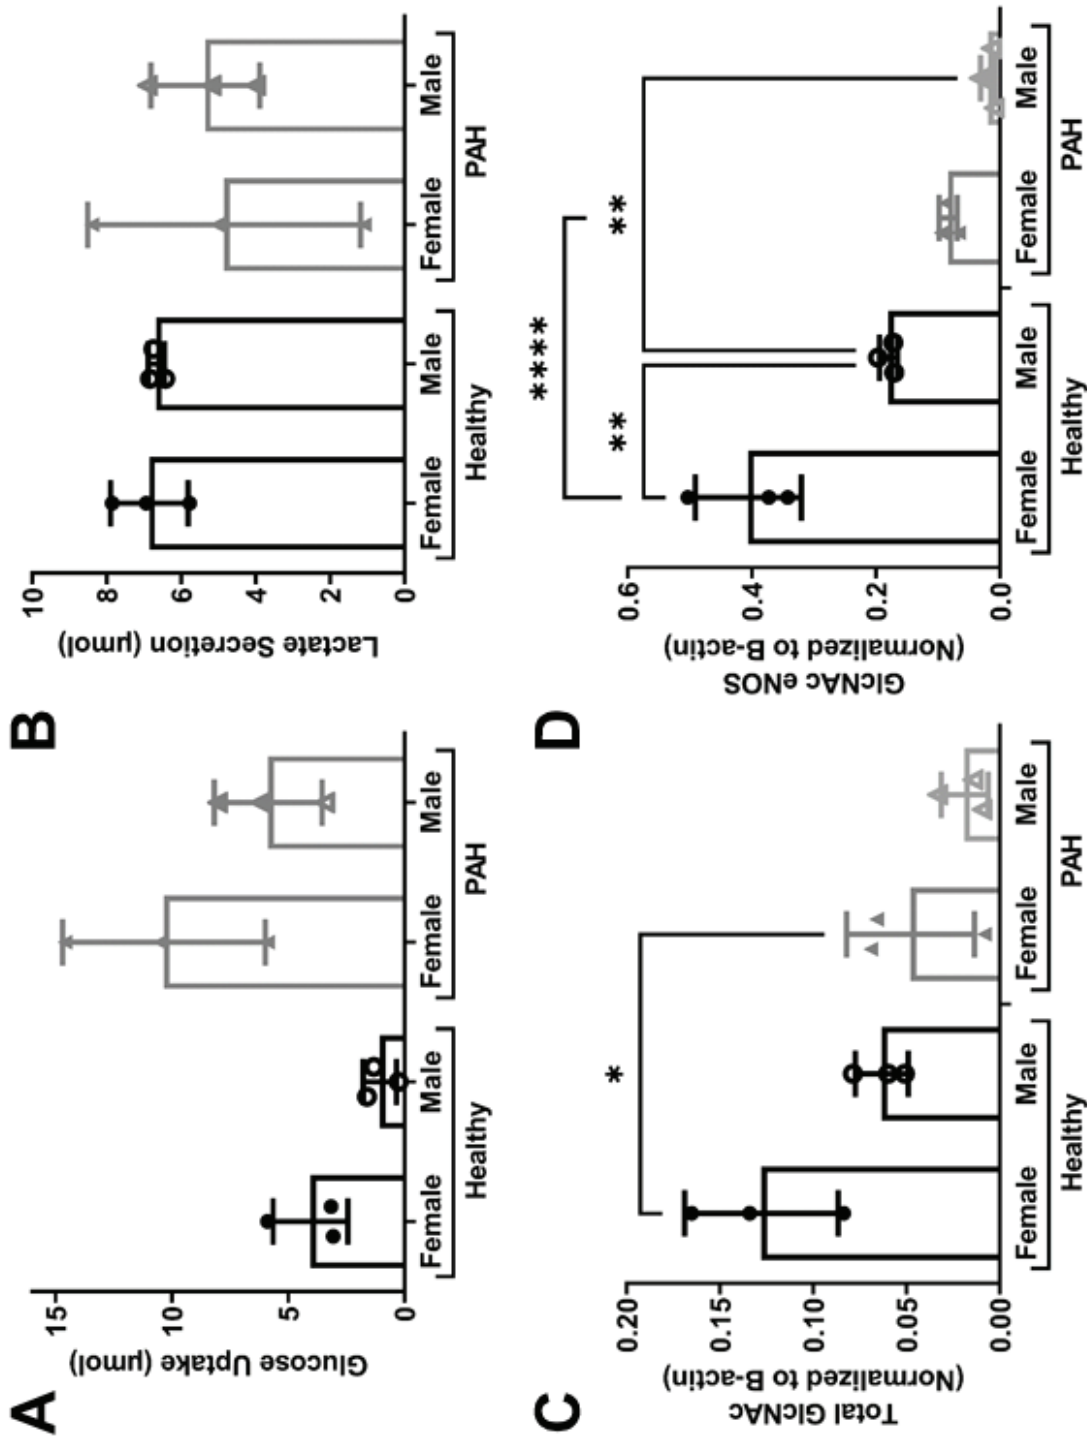 A
Glucose Uptake (µmol)
15
10
5
0
Female Male Female Male
Healthy PAH
B
Lactate Secretion (µmol)
10
8
6
4
2
0
Female Male Female Male
Healthy PAH
C
Total GlcNAc
(Normalized to B-actin)
0.20
0.15
0.10
0.05
0.00
*
Female Male Female Male
Healthy PAH
D
GlcNAc eNOS
(Normalized to B-actin)
0.6
0.4
0.2
0.0
****
** **
Female Male Female Male
Healthy PAH